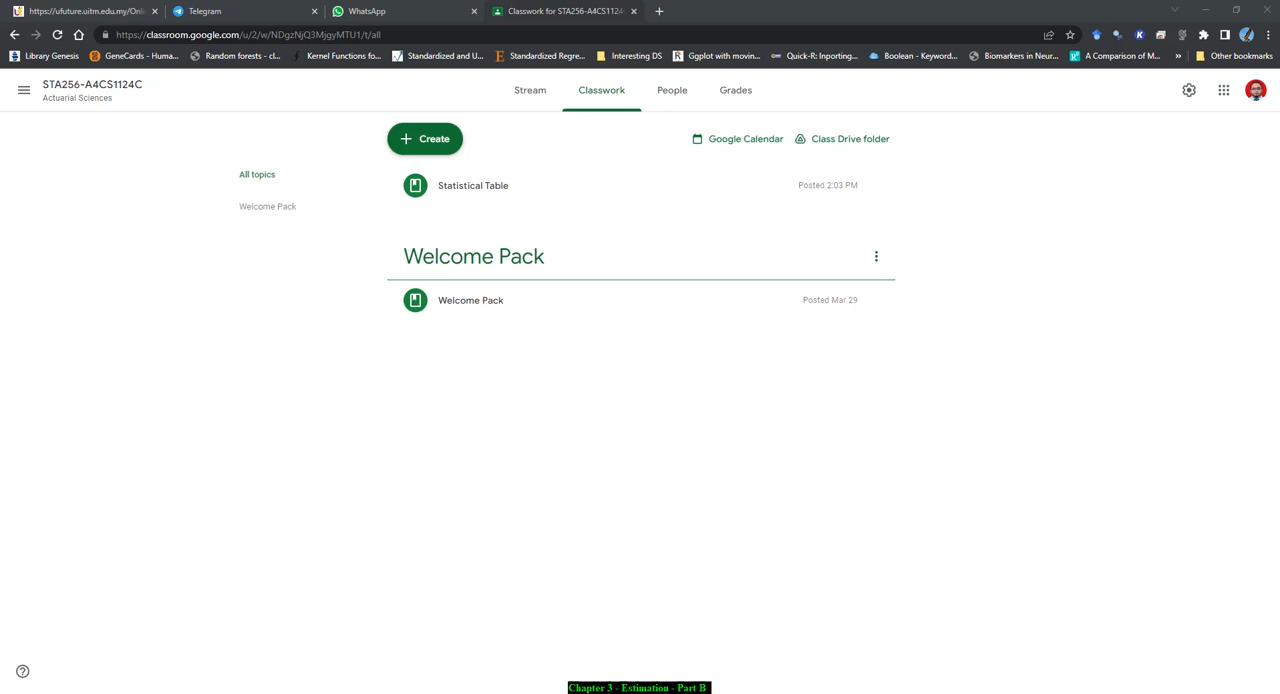 https://ufuture.uitm.edu.my/Onli
Telegram
WhatsApp
Classwork for STA256-A4CS1124C
https://classroom.google.com/u/2/w/NDgzNjQ3MjgyMTU1/t/all
Library Genesis
GeneCards - Huma...
Random forests - cl...
Kernel Functions fo...
Standardized and U...
Standardized Regre...
Interesting DS
Ggplot with movin...
Quick-R: Inporting...
Boolean - Keyword...
Biomarkers in Neur...
A Comparison of M...
»
Other bookmarks
STA256-A4CS1124C
Actuarial Sciences
Stream
Classwork
People
Grades
+ Create
Google Calendar
Class Drive folder
All topics
Welcome Pack
Statistical Table
Posted 2:03 PM
Welcome Pack
Welcome Pack
Posted Mar 29
Chapter 3 - Estimation - Part B